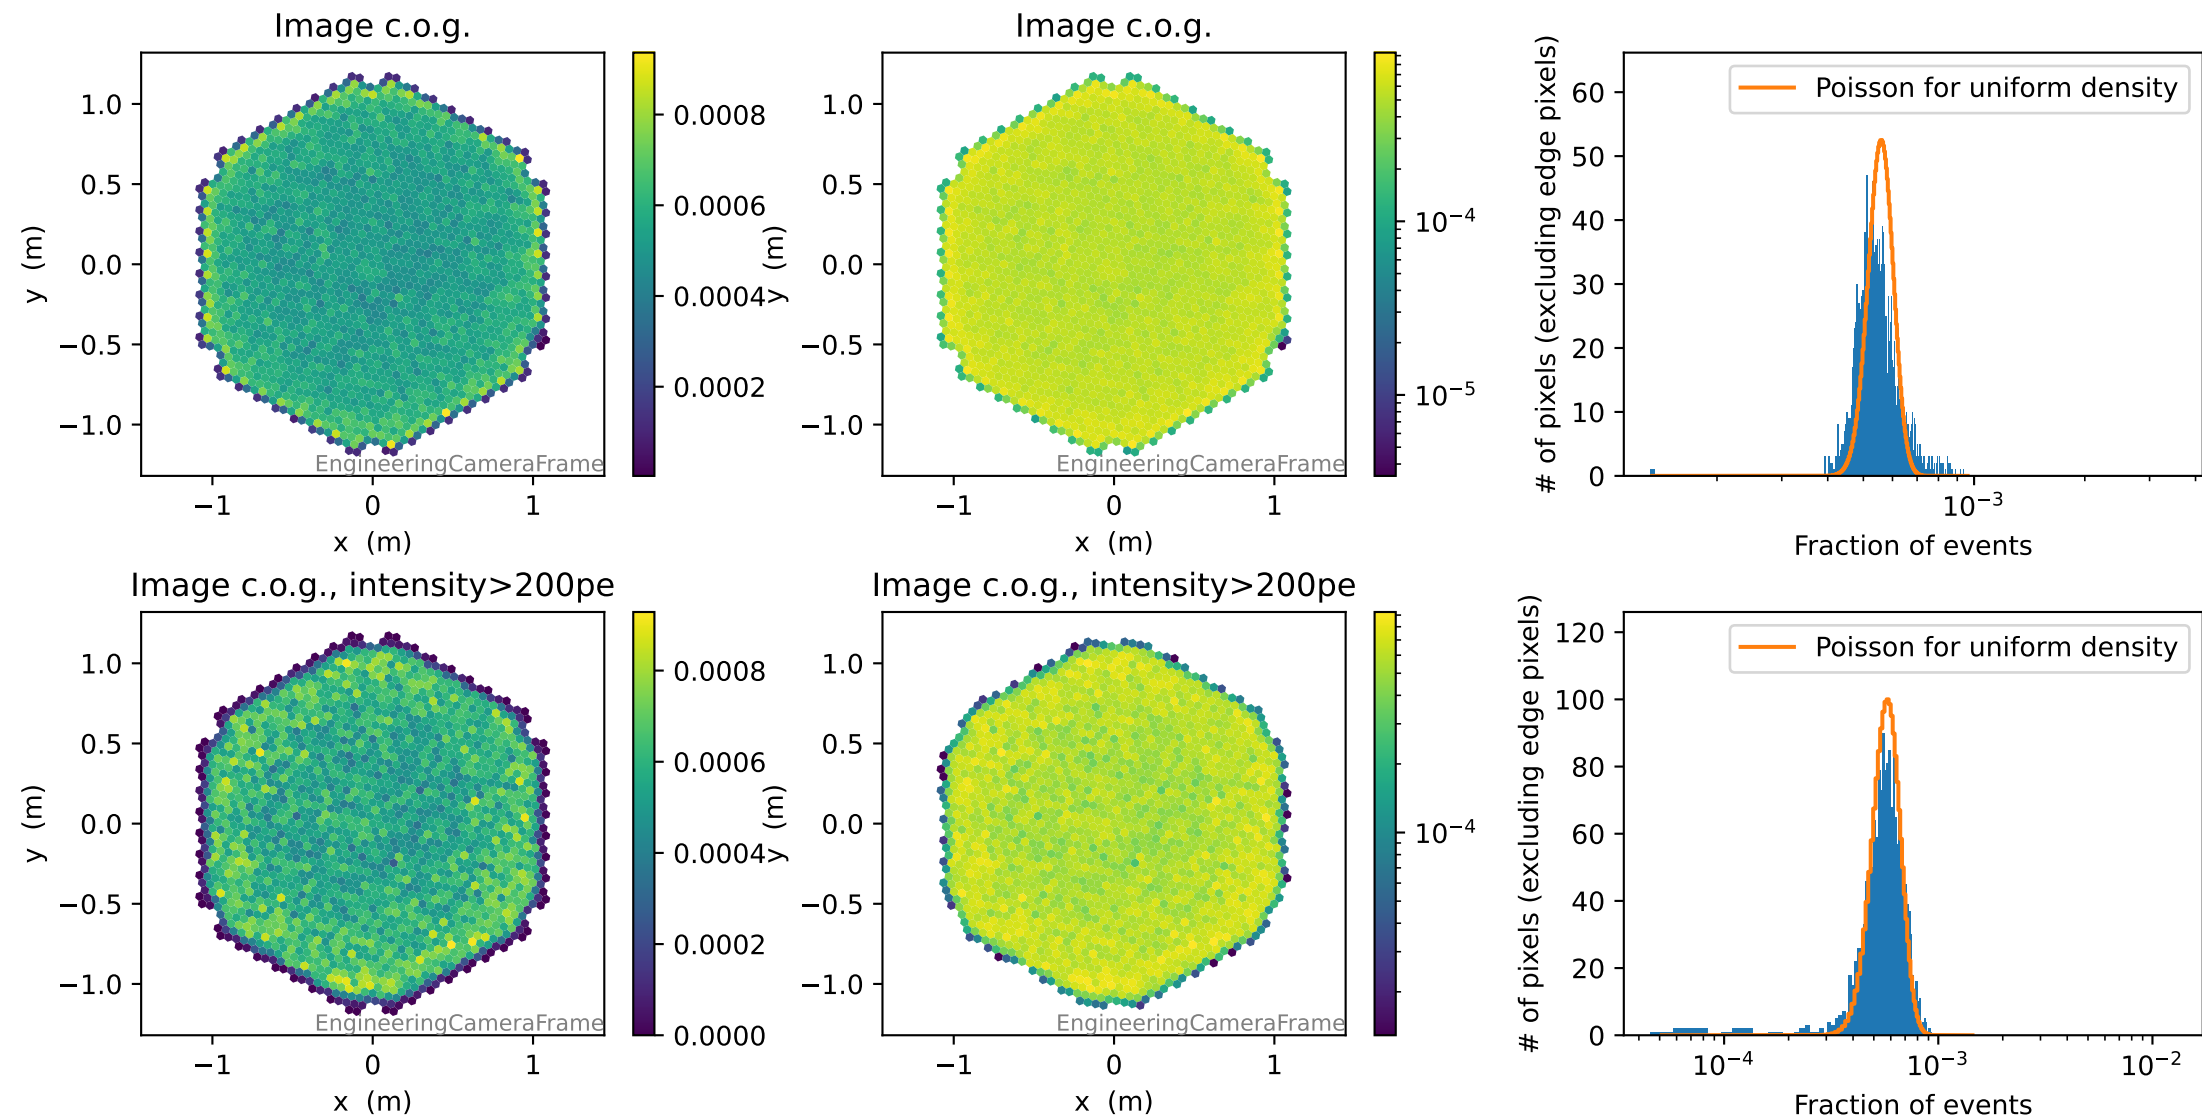 Image c.o.g.
1.0
0.5
0.0
−0.5
−1.0
y (m)
−1 0 1
x (m)
EngineeringCameraFrame
0.0008
0.0006
0.0004
0.0002
Image c.o.g.
1.0
0.5
0.0
−0.5
−1.0
y (m)
−1 0 1
x (m)
EngineeringCameraFrame
10⁻⁴
10⁻⁵
# of pixels (excluding edge pixels)
60
50
40
30
20
10
0
Poisson for uniform density
10⁻³
Fraction of events
Image c.o.g., intensity>200pe
1.0
0.5
0.0
−0.5
−1.0
y (m)
−1 0 1
x (m)
EngineeringCameraFrame
0.0008
0.0006
0.0004
0.0002
0.0000
Image c.o.g., intensity>200pe
1.0
0.5
0.0
−0.5
−1.0
y (m)
−1 0 1
x (m)
EngineeringCameraFrame
10⁻⁴
# of pixels (excluding edge pixels)
120
100
80
60
40
20
0
Poisson for uniform density
10⁻⁴ 10⁻³ 10⁻²
Fraction of events